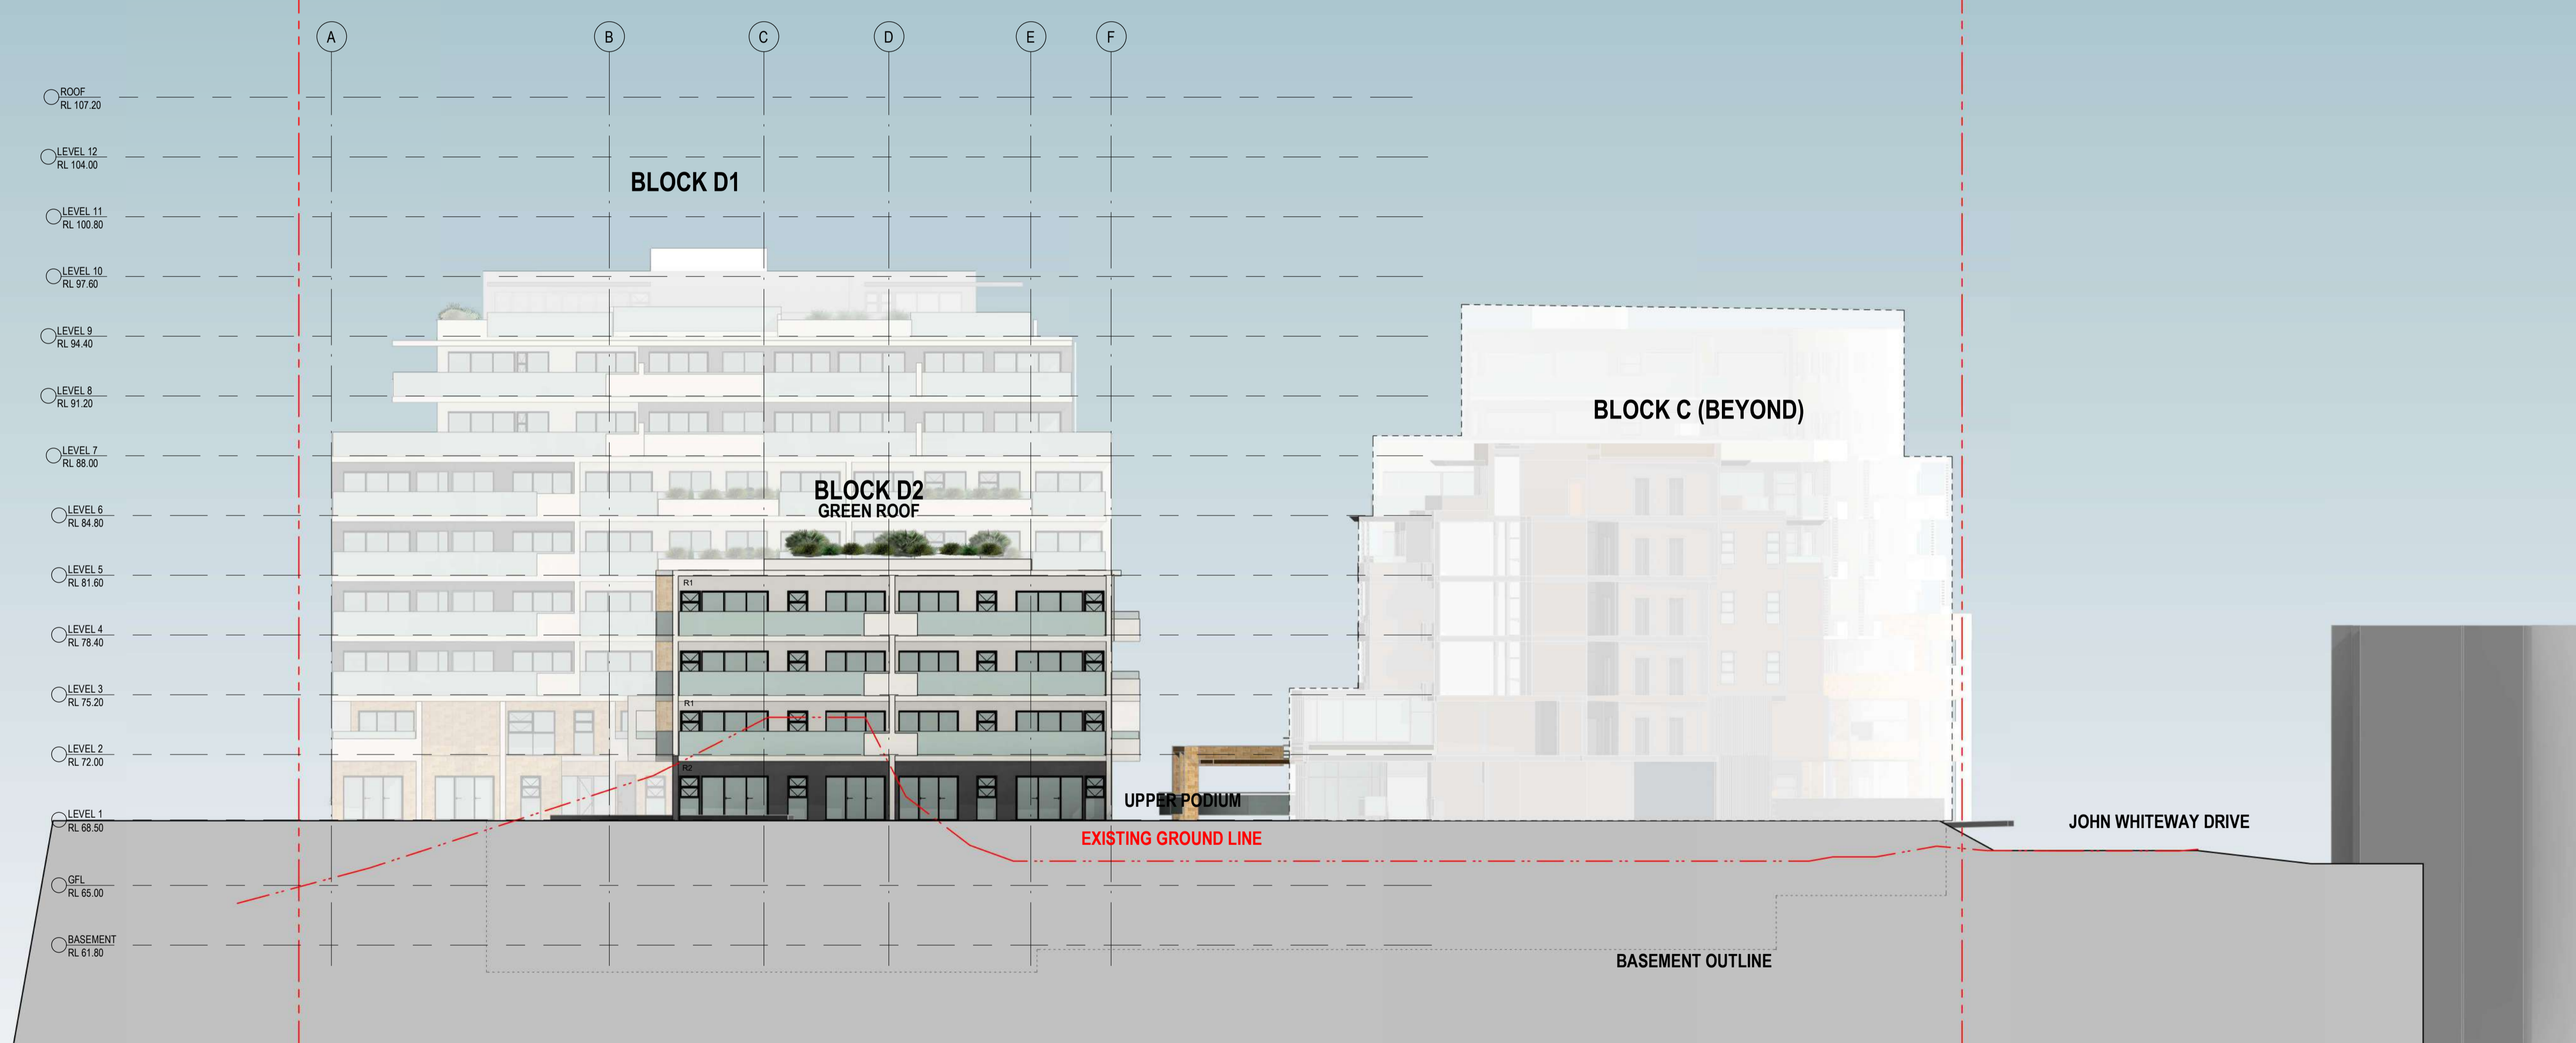 A B C D E F
ROOF
RL 107.20
LEVEL 12
RL 104.00
BLOCK D1
LEVEL 11
RL 100.80
LEVEL 10
RL 97.60
LEVEL 9
RL 94.40
LEVEL 8
RL 91.20
BLOCK C (BEYOND)
LEVEL 7
RL 88.00
BLOCK D2
GREEN ROOF
LEVEL 6
RL 84.80
LEVEL 5
RL 81.60
R1
LEVEL 4
RL 78.40
LEVEL 3
RL 75.20
R1
LEVEL 2
RL 72.00
R2
UPPER PODIUM
LEVEL 1
RL 68.50
JOHN WHITEWAY DRIVE
EXISTING GROUND LINE
GFL
RL 65.00
BASEMENT
RL 61.80
BASEMENT OUTLINE